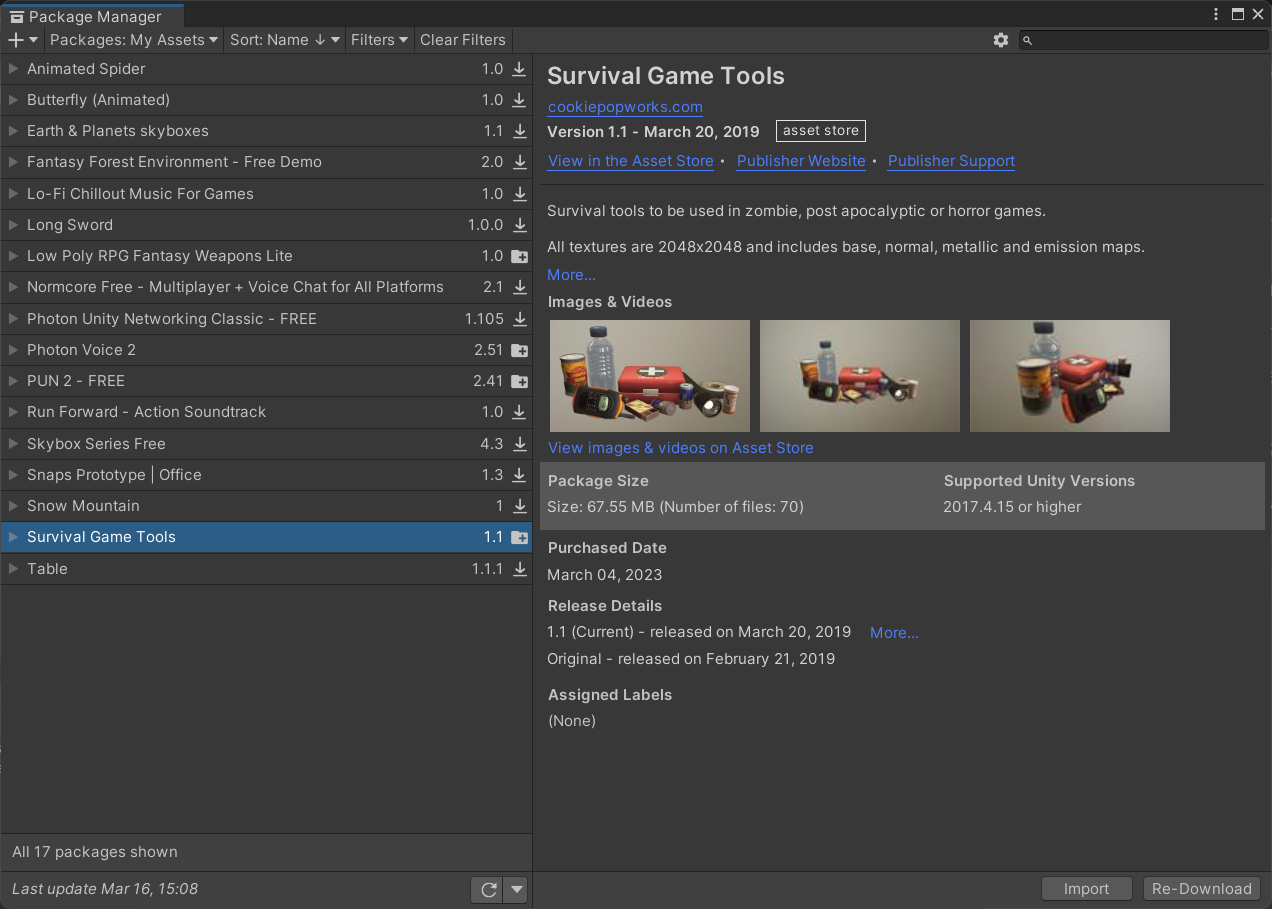 Package Manager
Packages: My Assets
Sort: Name ↓
Filters
Clear Filters
Animated Spider 1.0
Butterfly (Animated) 1.0
Earth & Planets skyboxes 1.1
Fantasy Forest Environment - Free Demo 2.0
Lo-Fi Chillout Music For Games 1.0
Long Sword 1.0.0
Low Poly RPG Fantasy Weapons Lite 1.0
Normcore Free - Multiplayer + Voice Chat for All Platforms 2.1
Photon Unity Networking Classic - FREE 1.105
Photon Voice 2 2.51
PUN 2 - FREE 2.41
Run Forward - Action Soundtrack 1.0
Skybox Series Free 4.3
Snaps Prototype | Office 1.3
Snow Mountain 1
Survival Game Tools 1.1
Table 1.1.1
All 17 packages shown
Last update Mar 16, 15:08
Survival Game Tools
cookiepopworks.com
Version 1.1 - March 20, 2019 asset store
View in the Asset Store • Publisher Website • Publisher Support
Survival tools to be used in zombie, post apocalyptic or horror games.
All textures are 2048x2048 and includes base, normal, metallic and emission maps.
More...
Images & Videos
View images & videos on Asset Store
Package Size
Size: 67.55 MB (Number of files: 70)
Supported Unity Versions
2017.4.15 or higher
Purchased Date
March 04, 2023
Release Details
1.1 (Current) - released on March 20, 2019 More...
Original - released on February 21, 2019
Assigned Labels
(None)
Import
Re-Download